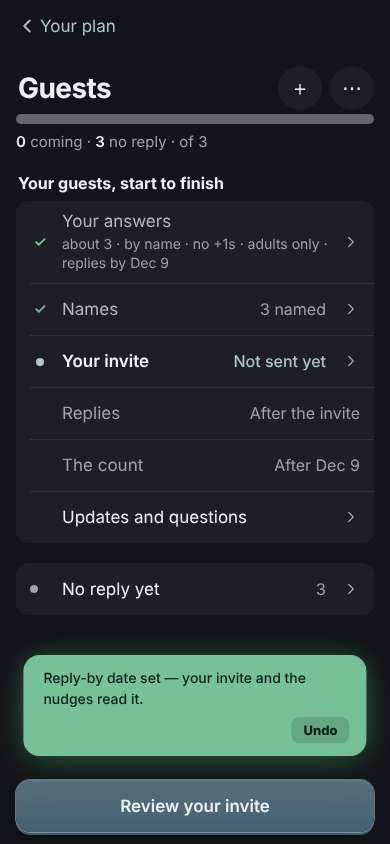 Your plan
Guests
0 coming · 3 no reply · of 3
Your guests, start to finish
Your answers
about 3 · by name · no +1s · adults only ·
replies by Dec 9
Names 3 named
Your invite Not sent yet
Replies After the invite
The count After Dec 9
Updates and questions
No reply yet 3
Reply-by date set — your invite and the
nudges read it.
Undo
Review your invite